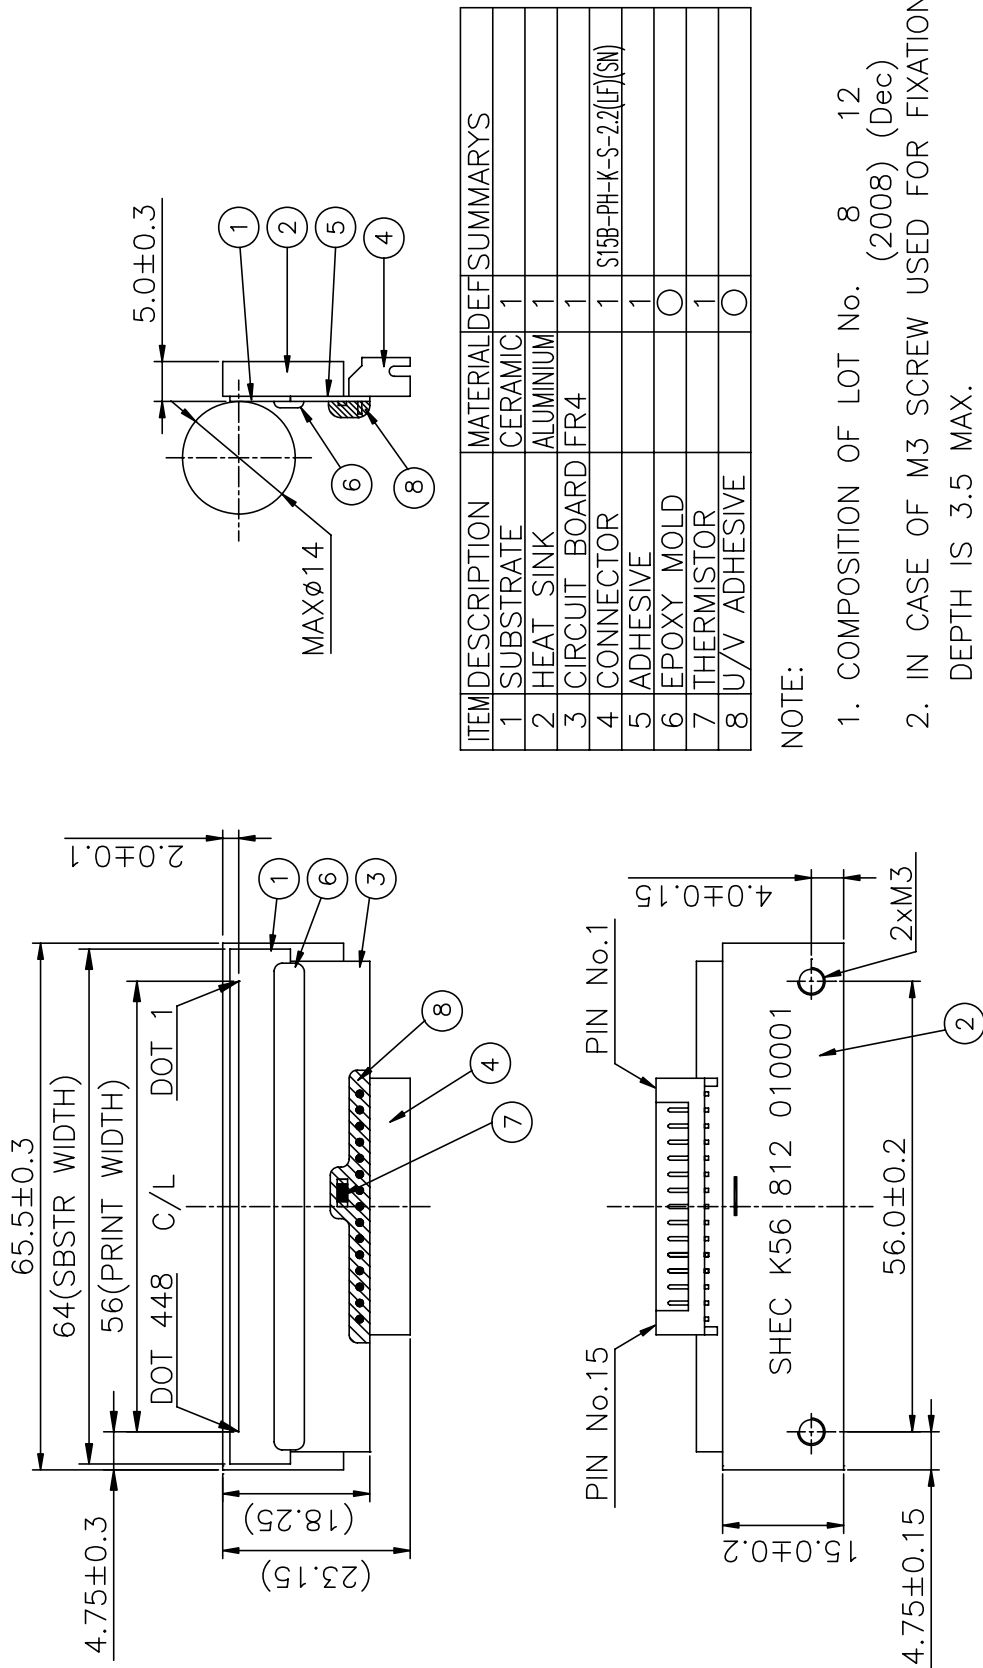 65.5±0.3
64(SBSTR WIDTH)
56(PRINT WIDTH)
4.75±0.3
DOT 448
C/L
DOT 1
2.0±0.1
1
6
3
8
4
7
(18.25)
(23.15)
5.0±0.3
MAXø14
1
2
5
4
6
8
PIN No.15
PIN No.1
4.0±0.15
2xM3
SHEC K56 812 010001
2
56.0±0.2
15.0±0.2
4.75±0.15
ITEM DESCRIPTION MATERIAL DEF SUMMARYS
1 SUBSTRATE CERAMIC 1
2 HEAT SINK ALUMINIUM 1
3 CIRCUIT BOARD FR4 1
4 CONNECTOR 1 S15B-PH-K-S-2.2(LF)(SN)
5 ADHESIVE 1
6 EPOXY MOLD ○
7 THERMISTOR 1
8 U/V ADHESIVE ○
NOTE:
1. COMPOSITION OF LOT No. 8 12
(2008) (Dec)
2. IN CASE OF M3 SCREW USED FOR FIXATION
DEPTH IS 3.5 MAX.